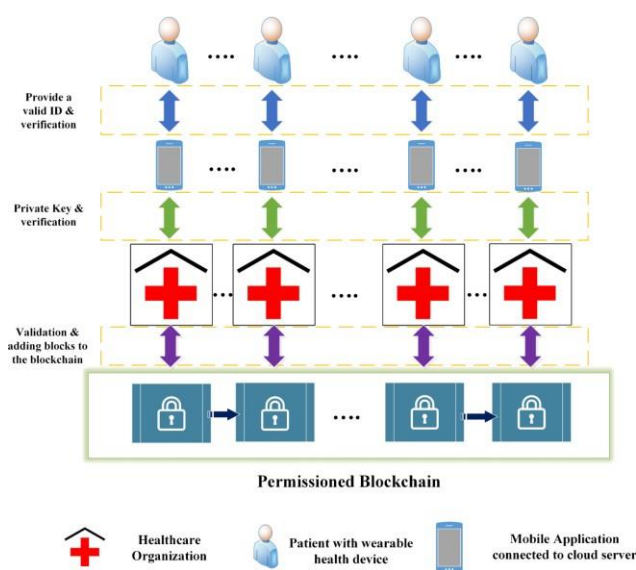 Provide a
valid ID &
verification
Private Key &
verification
Validation &
adding blocks to
the blockchain
Permissioned Blockchain
Healthcare
Organization
Patient with wearable
health device
Mobile Application
connected to cloud server